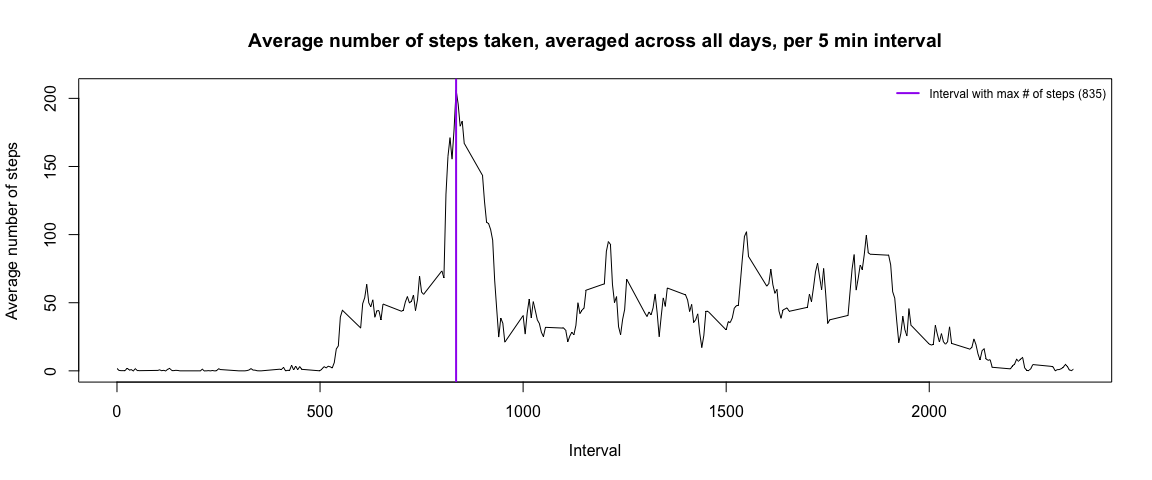 Average number of steps taken, averaged across all days, per 5 min interval
Interval with max # of steps (835)
Average number of steps
200
150
100
50
0
0 500 1000 1500 2000
Interval